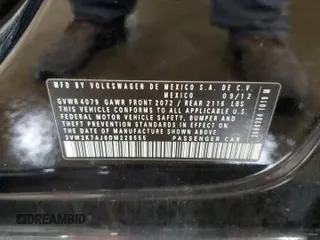 MFD BY VOLKSWAGEN DE MEXICO S.A. DE C.V.
MEXICO 09/12
GVWR 4079 GAWR FRONT 2072 / REAR 2116 LBS
THIS VEHICLE CONFORMS TO ALL APPLICABLE U.S.
FEDERAL MOTOR VEHICLE SAFETY, BUMPER AND
THEFT PREVENTION STANDARDS IN EFFECT ON THE
DATE OF MANUFACTURE SHOWN ABOVE
PASSENGER CAR
DREAMBID